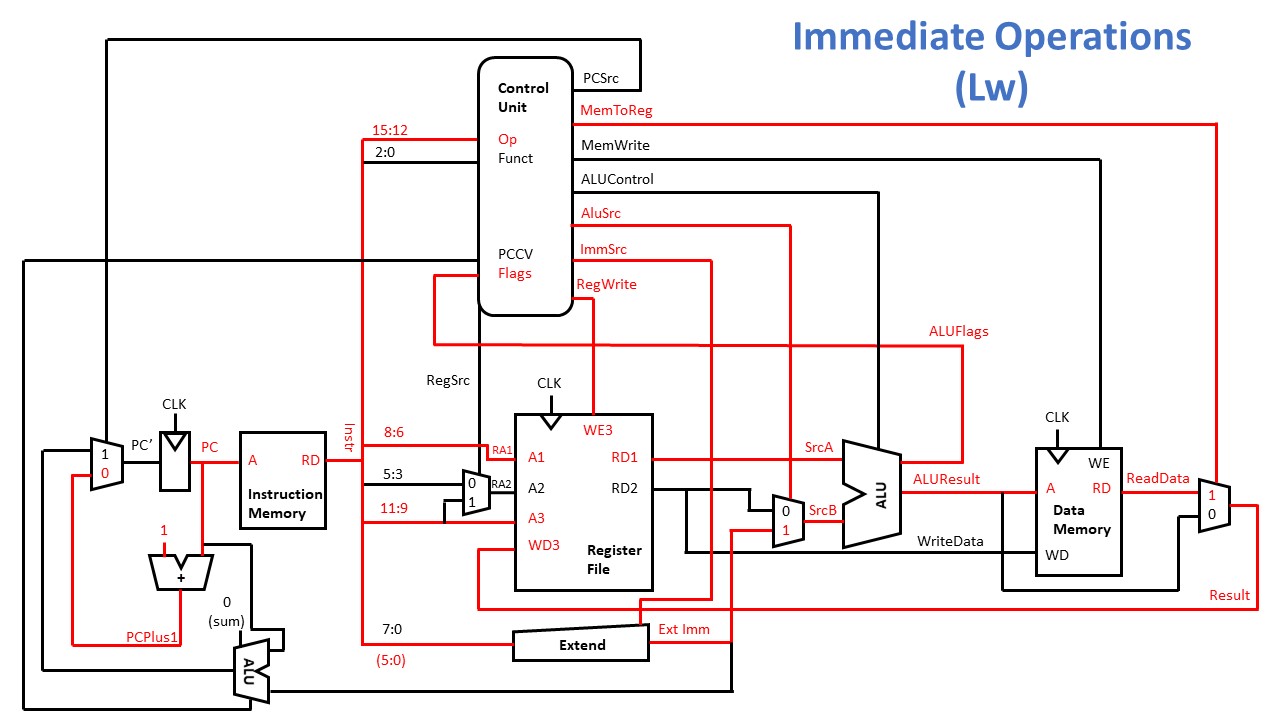 Immediate Operations
(Lw)
PCSrc
Control
Unit
MemToReg
15:12
Op
MemWrite
2:0
Funct
ALUControl
AluSrc
PCCV
ImmSrc
Flags
RegWrite
ALUFlags
RegSrc
CLK
CLK
CLK
Instr
8:6
WE3
PC’
PC
RA1
A1
RD1
SrcA
1
0
A
RD
WE
5:3
0
1
RA2
A2
RD2
ALU
ALUResult
A
RD
ReadData
1
0
Instruction
Memory
11:9
A3
0
1
SrcB
Data
Memory
1
WD3
Register
File
WriteData
WD
+
0
(sum)
Result
PCPlus1
7:0
Ext Imm
Extend
(5:0)
ALU